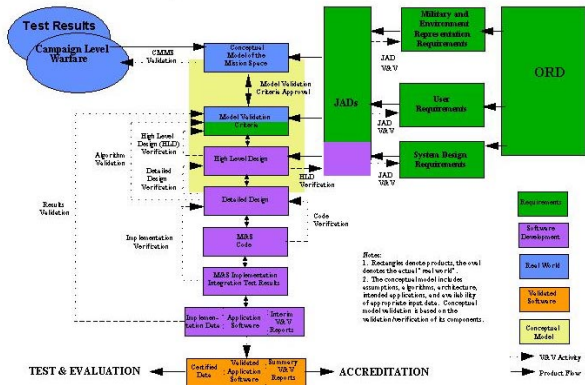 Test Results
Campaign Level
Warfare
CMMS
Validation
Conceptual
Model of the
Mission Space
Model Validation
Criteria Approval
Model Validation
Criteria
High Level
Design (HLD)
Verification
Algorithm
Validation
Detailed
Design
Verification
Results
Validation
Implementation
Verification
High Level Design
HLD
Verification
Detailed Design
Code
Verification
M&S
Code
M&S Implementation
Integration Test Results
Implemen-
tation Data
Application
Software
Interim
V&V
Reports
TEST & EVALUATION
Certified
Data
Validated
Application
Software
Summary
V&V
Reports
ACCREDITATION
JADs
JAD
V&V
JAD
V&V
JAD
V&V
Military and
Environment
Representation
Requirements
User
Requirements
System Design
Requirements
ORD
Notes:
1. Rectangles denote products, the oval
denotes the actual "real world".
2. The conceptual model includes
assumptions, algorithms, architecture,
intended applications, and availability
of appropriate input data. Conceptual
model validation is based on the
validation/verification of its components.
Requirements
Software
Development
Real World
Validated
Software
Conceptual
Model
V&V Activity
Product Flow